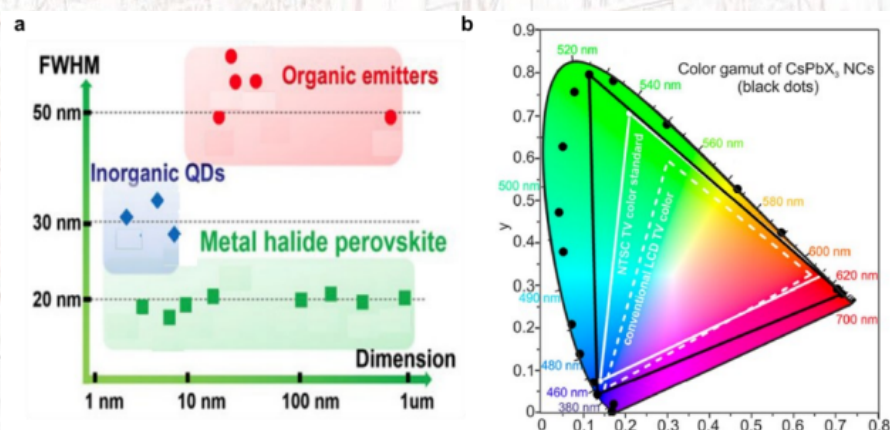 a
FWHM
50 nm
30 nm
20 nm
Organic emitters
Inorganic QDs
Metal halide perovskite
Dimension
1 nm
10 nm
100 nm
1um
b
0.9
0.8
0.7
0.6
0.5
0.4
0.3
0.2
0.1
0
y
Color gamut of CsPbX₃ NCs
(black dots)
520 nm
540 nm
560 nm
580 nm
600 nm
620 nm
700 nm
500 nm
490 nm
480 nm
460 nm
380 nm
NTSC TV color standard
conventional LCD TV color
0
0.1
0.2
0.3
0.4
0.5
0.6
0.7
0.8